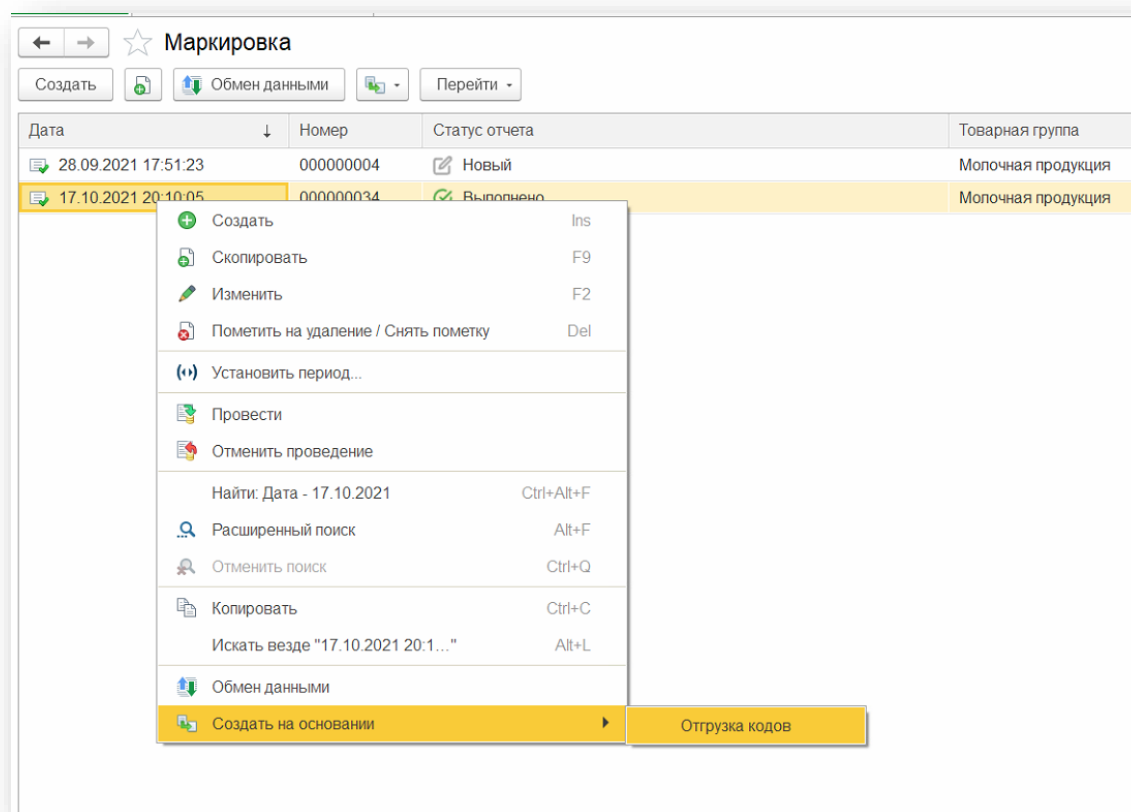 Маркировка
Создать Обмен данными Перейти
Дата ↓ Номер Статус отчета Товарная группа
28.09.2021 17:51:23 000000004 Новый Молочная продукция
17.10.2021 20:10:05 000000034 Выполнено Молочная продукция
Создать Ins
Скопировать F9
Изменить F2
Пометить на удаление / Снять пометку Del
Установить период...
Провести
Отменить проведение
Найти: Дата - 17.10.2021 Ctrl+Alt+F
Расширенный поиск Alt+F
Отменить поиск Ctrl+Q
Копировать Ctrl+C
Искать везде "17.10.2021 20:1..." Alt+L
Обмен данными
Создать на основании Отгрузка кодов